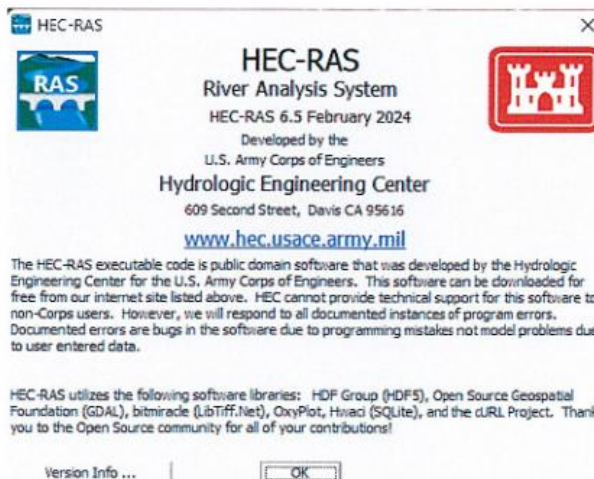 HEC-RAS
RAS
HEC-RAS
River Analysis System
HEC-RAS 6.5 February 2024
Developed by the
U.S. Army Corps of Engineers
Hydrologic Engineering Center
609 Second Street, Davis CA 95616
www.hec.usace.army.mil
The HEC-RAS executable code is public domain software that was developed by the Hydrologic
Engineering Center for the U.S. Army Corps of Engineers. This software can be downloaded for
free from our internet site listed above. HEC cannot provide technical support for this software to
non-Corps users. However, we will respond to all documented instances of program errors.
Documented errors are bugs in the software due to programming mistakes not model problems due
to user entered data.
HEC-RAS utilizes the following software libraries: HDF Group (HDF5), Open Source Geospatial
Foundation (GDAL), bitmiracle (LibTiff.Net), OxyPlot, Hwaci (SQLite), and the cURL Project. Thank
you to the Open Source community for all of your contributions!
Version Info ...
OK